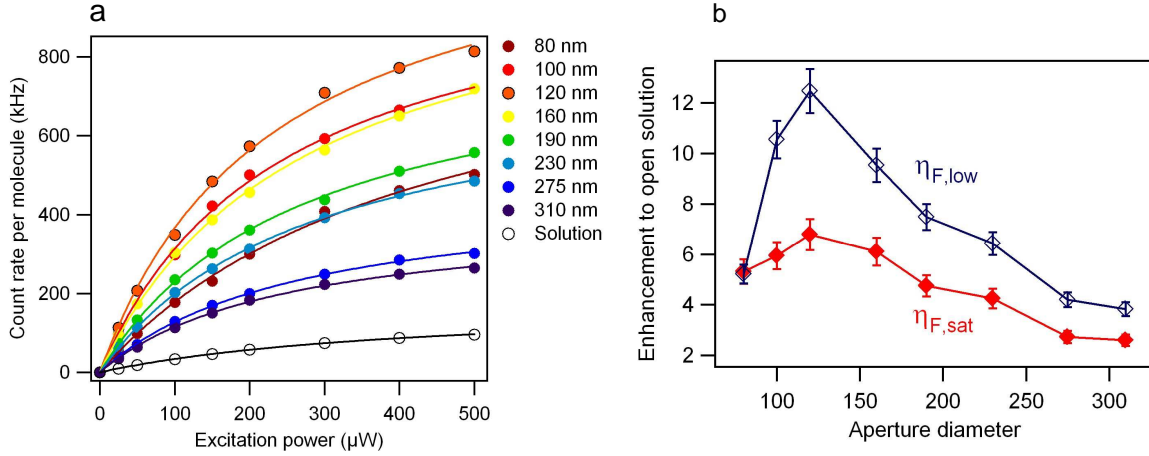 a
Count rate per molecule (kHz)
800
600
400
200
0
0 100 200 300 400 500
Excitation power (µW)
80 nm
100 nm
120 nm
160 nm
190 nm
230 nm
275 nm
310 nm
Solution
b
Enhancement to open solution
12
10
8
6
4
2
ηF,low
ηF,sat
100 150 200 250 300
Aperture diameter